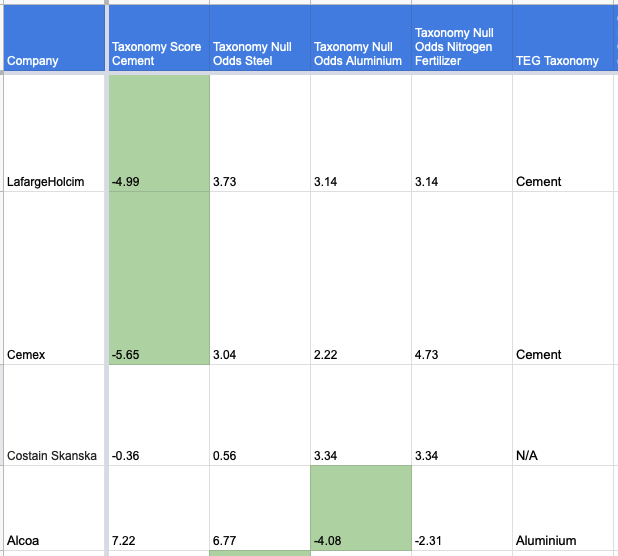 Company
Taxonomy Score
Cement
Taxonomy Null
Odds Steel
Taxonomy Null
Odds Aluminium
Taxonomy Null
Odds Nitrogen
Fertilizer
TEG Taxonomy
LafargeHolcim -4.99 3.73 3.14 3.14 Cement
Cemex -5.65 3.04 2.22 4.73 Cement
Costain Skanska -0.36 0.56 3.34 3.34 N/A
Alcoa 7.22 6.77 -4.08 -2.31 Aluminium